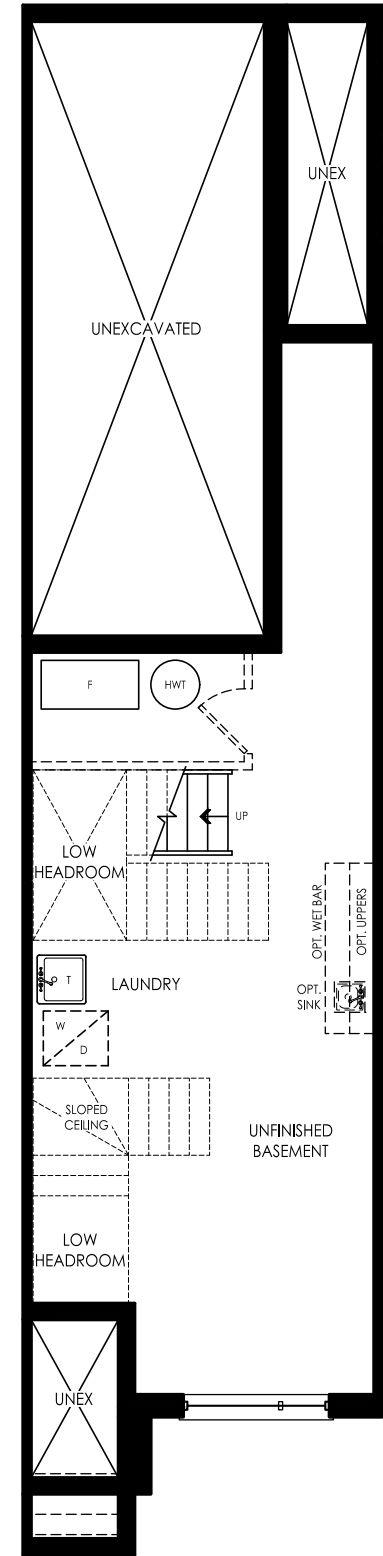 UNEX
UNEXCAVATED
F
HWT
UP
LOW
HEADROOM
OPT. WET BAR
OPT. UPPERS
T
LAUNDRY
OPT.
SINK
W
D
SLOPED
CEILING
UNFINISHED
BASEMENT
LOW
HEADROOM
UNEX